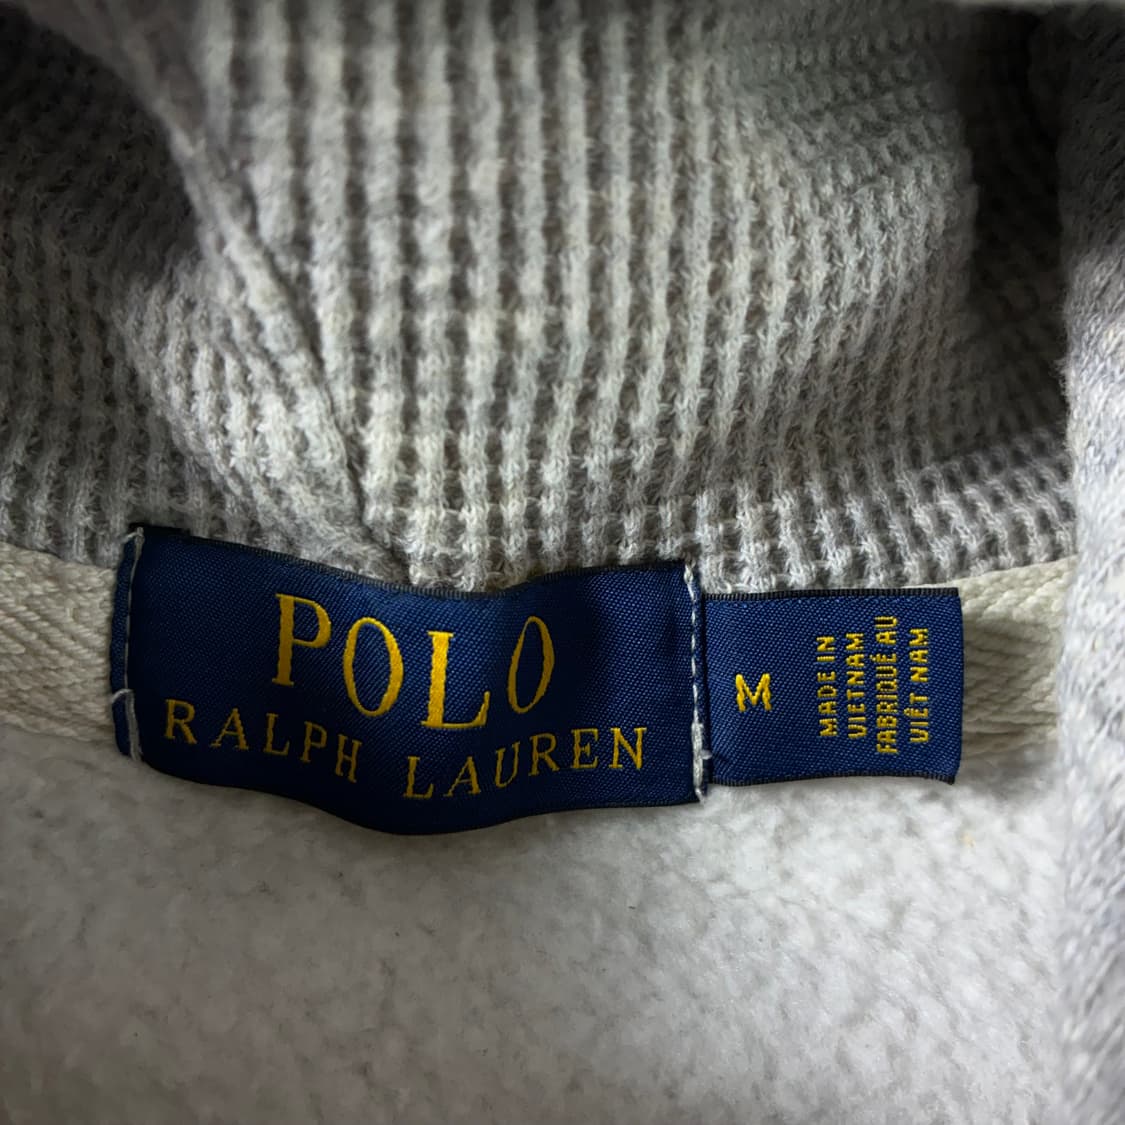 POLO
RALPH LAUREN
M
MADE IN
VIETNAM
FABRIQUÉ AU
VIÊT NAM